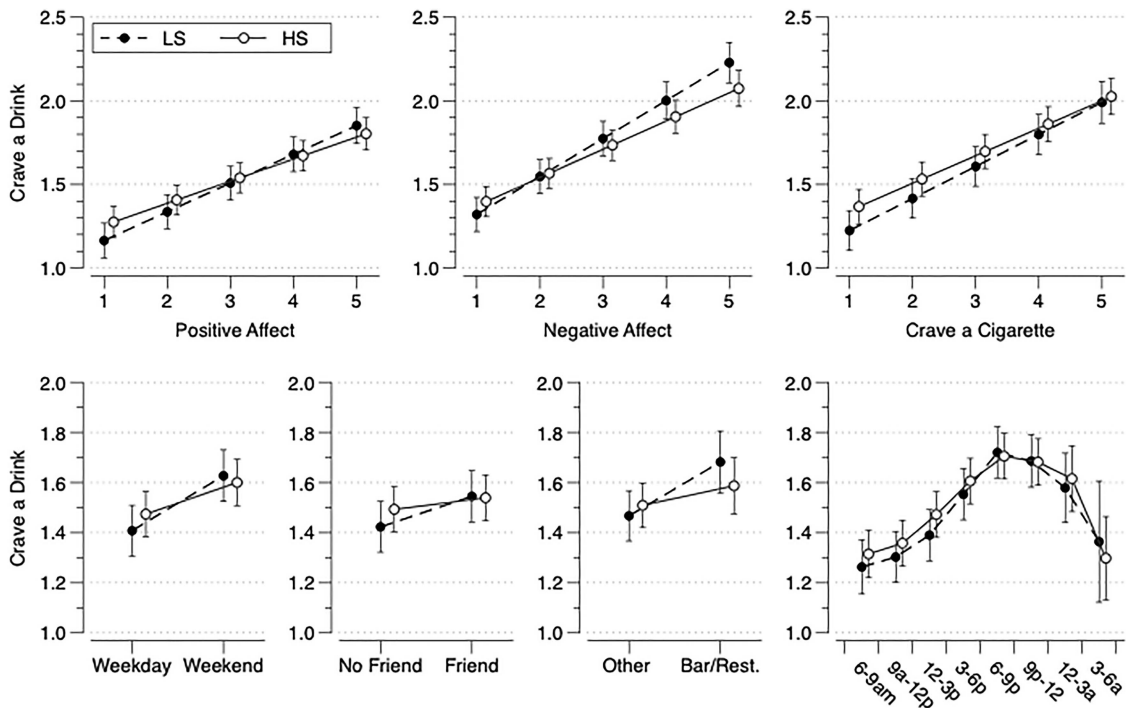 LS HS
Crave a Drink
2.5
2.0
1.5
1.0
1 2 3 4 5
Positive Affect
2.5
2.0
1.5
1.0
1 2 3 4 5
Negative Affect
2.5
2.0
1.5
1.0
1 2 3 4 5
Crave a Cigarette
Crave a Drink
2.0
1.8
1.6
1.4
1.2
1.0
Weekday Weekend
2.0
1.8
1.6
1.4
1.2
1.0
No Friend Friend
2.0
1.8
1.6
1.4
1.2
1.0
Other Bar/Rest.
2.0
1.8
1.6
1.4
1.2
1.0
6-9am 9a-12p 12-3p 3-6p 6-9p 9p-12 12-3a 3-6a